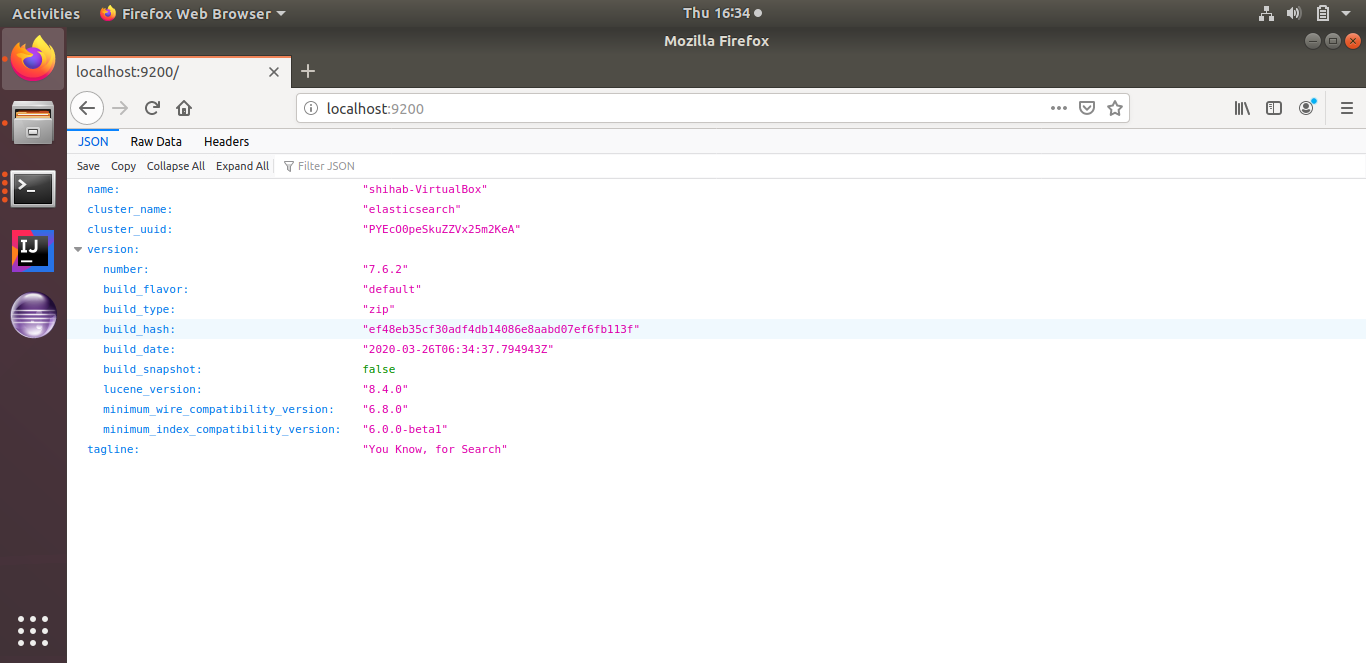 Activities Firefox Web Browser Thu 16:34
Mozilla Firefox
localhost:9200/
localhost:9200
JSON Raw Data Headers
Save Copy Collapse All Expand All Filter JSON
name: "shihab-VirtualBox"
cluster_name: "elasticsearch"
cluster_uuid: "PYEcO0peSkuZZVx25m2KeA"
version:
number: "7.6.2"
build_flavor: "default"
build_type: "zip"
build_hash: "ef48eb35cf30adf4db14086e8aabd07ef6fb113f"
build_date: "2020-03-26T06:34:37.794943Z"
build_snapshot: false
lucene_version: "8.4.0"
minimum_wire_compatibility_version: "6.8.0"
minimum_index_compatibility_version: "6.0.0-beta1"
tagline: "You Know, for Search"
IJ